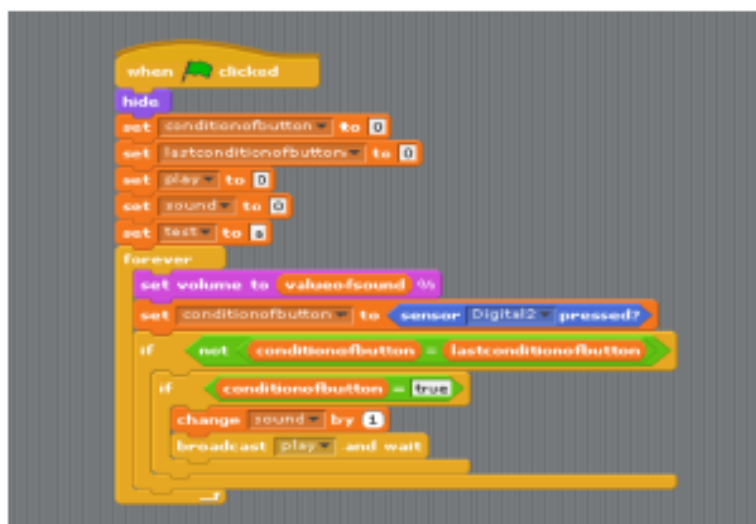 when clicked
hide
set conditionofbutton to 0
set lastconditionofbutton to 0
set play to 0
set sound to 0
set test to
forever
set volume to valueofsound %
set conditionofbutton to sensor Digital2 pressed?
if not conditionofbutton = lastconditionofbutton
if conditionofbutton = true
change sound by 1
broadcast play and wait